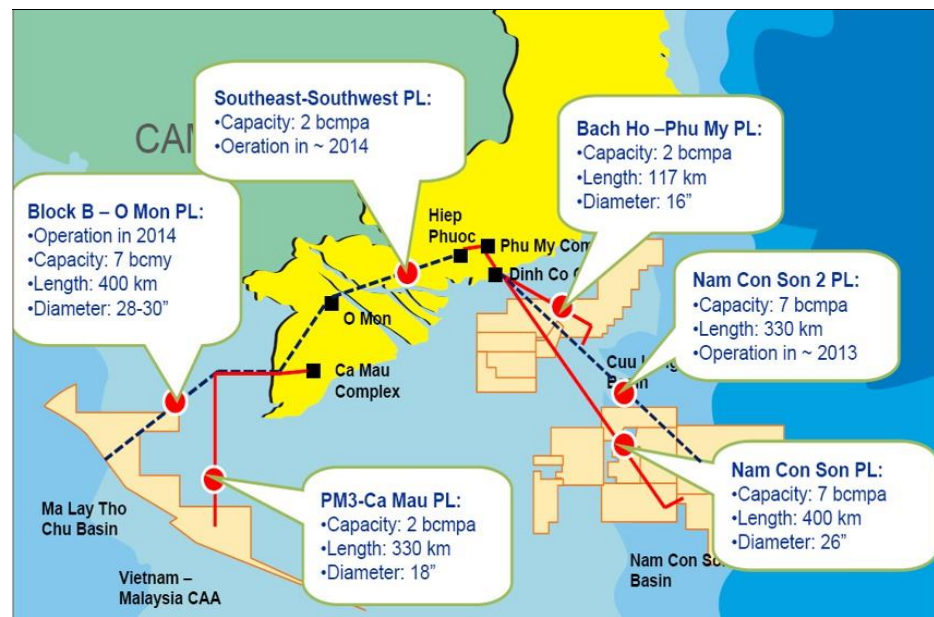 CAM
Southeast-Southwest PL:
•Capacity: 2 bcmpa
•Oeration in ~ 2014
Bach Ho –Phu My PL:
•Capacity: 2 bcmpa
•Length: 117 km
•Diameter: 16”
Block B – O Mon PL:
•Operation in 2014
•Capacity: 7 bcmy
•Length: 400 km
•Diameter: 28-30”
Hiep
Phuoc
Phu My Com
Dinh Co
Nam Con Son 2 PL:
•Capacity: 7 bcmpa
•Length: 330 km
•Operation in ~ 2013
O Mon
Ca Mau
Complex
Cuu
Nam Con Son PL:
•Capacity: 7 bcmpa
•Length: 400 km
•Diameter: 26”
PM3-Ca Mau PL:
•Capacity: 2 bcmpa
•Length: 330 km
•Diameter: 18”
Ma Lay Tho
Chu Basin
Vietnam –
Malaysia CAA
Nam Con Son
Basin